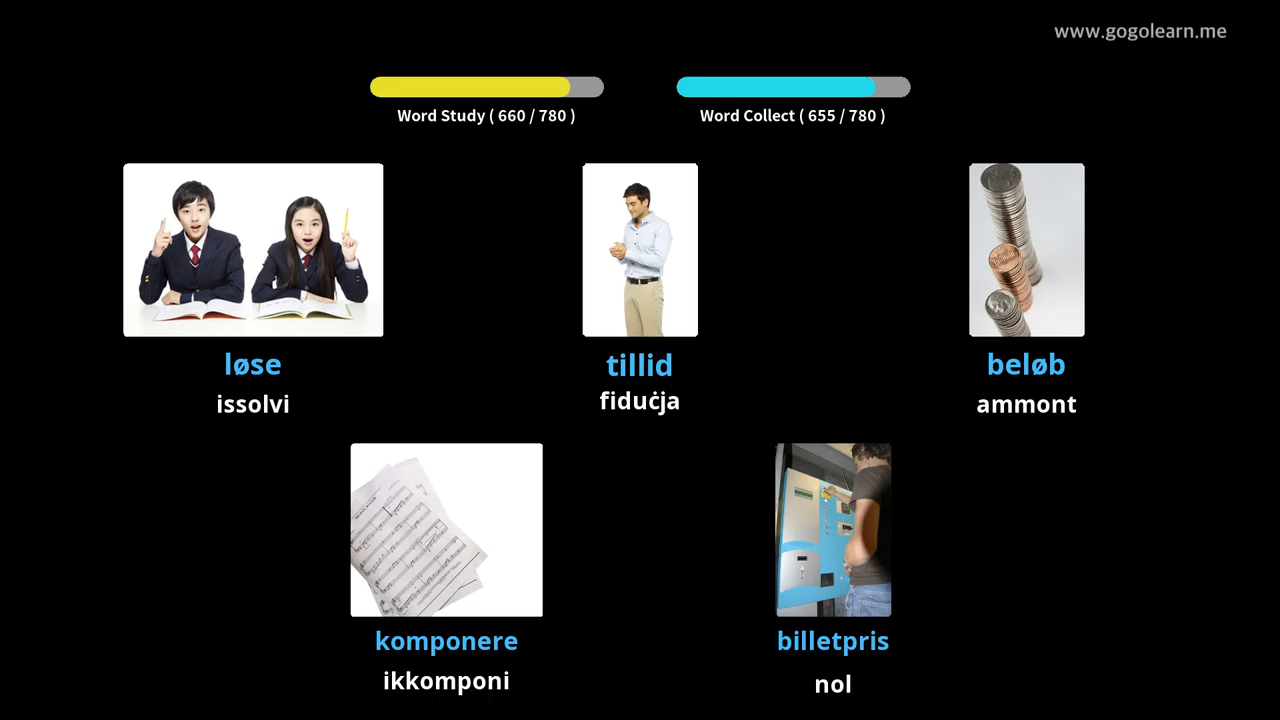 www.gogolearn.me
Word Study ( 660 / 780 )
Word Collect ( 655 / 780 )
løse
issolvi
tillid
fiduċja
beløb
ammont
komponere
ikkomponi
billetpris
nol